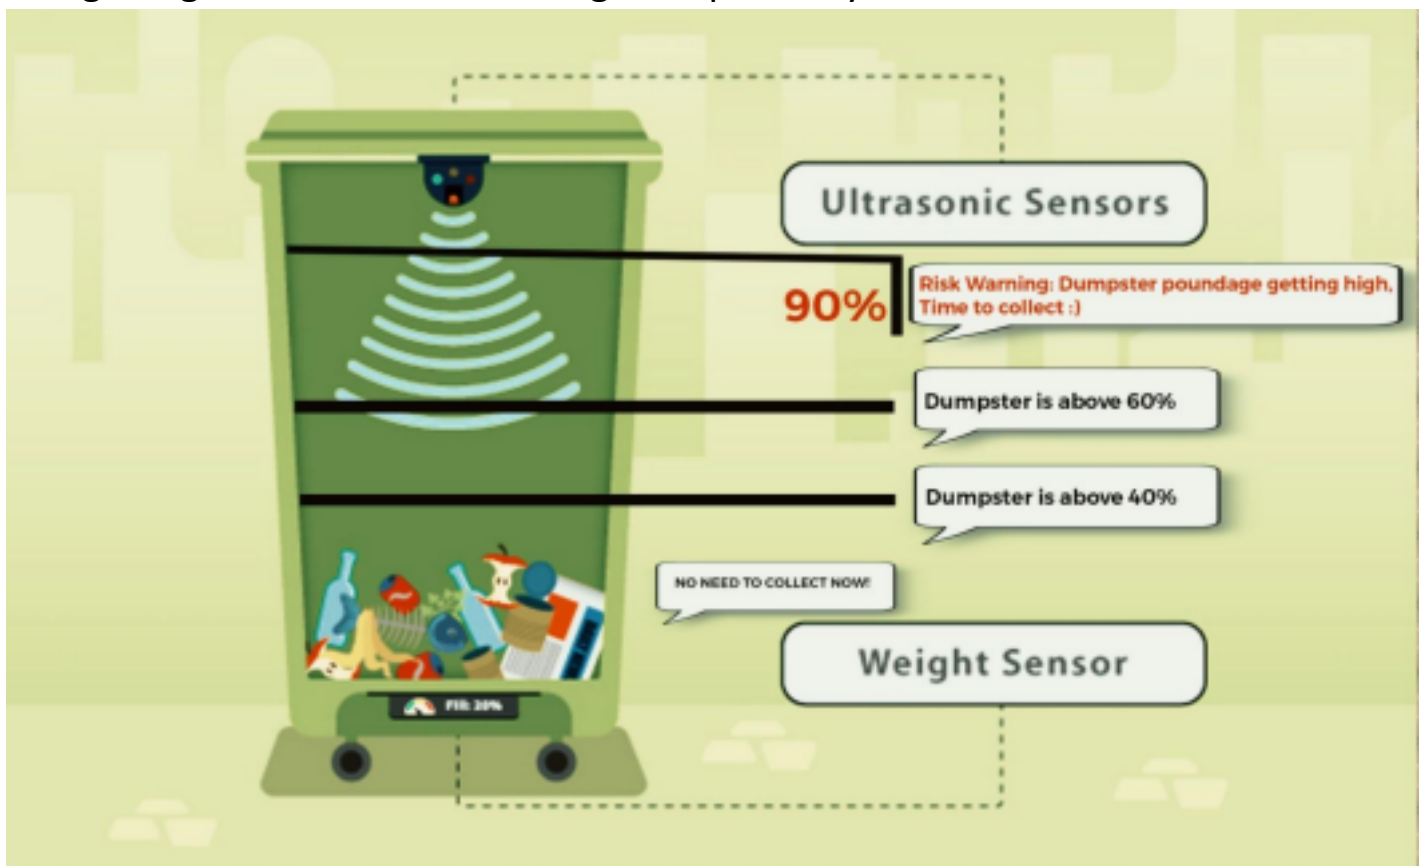 Ultrasonic Sensors
Risk Warning: Dumpster poundage getting high,
Time to collect :)
90%
Dumpster is above 60%
Dumpster is above 40%
NO NEED TO COLLECT NOW!
Weight Sensor
Fill: 20%